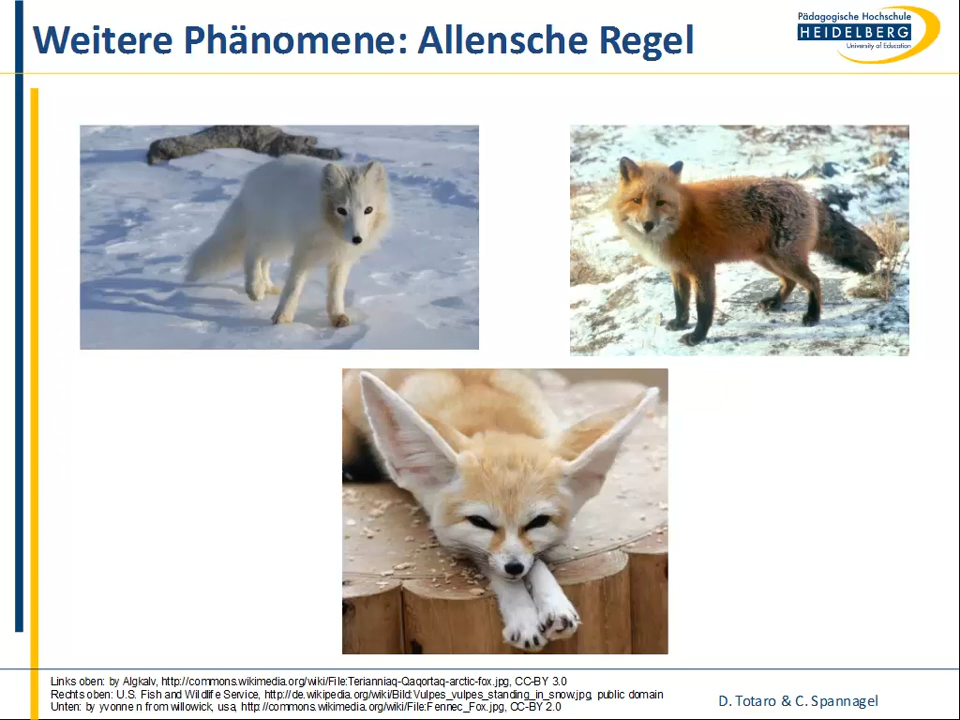 Weitere Phänomene: Allensche Regel
Pädagogische Hochschule
HEIDELBERG
University of Education
Links oben: by Algkalv, http://commons.wikimedia.org/wiki/File:Terianniaq-Qaqortaq-arctic-fox.jpg, CC-BY 3.0
Rechts oben: U.S. Fish and Wildlife Service, http://de.wikipedia.org/wiki/Bild:Vulpes_vulpes_standing_in_snow.jpg, public domain
Unten: by yvonne n from willowick, usa, http://commons.wikimedia.org/wiki/File:Fennec_Fox.jpg, CC-BY 2.0
D. Totaro & C. Spannagel